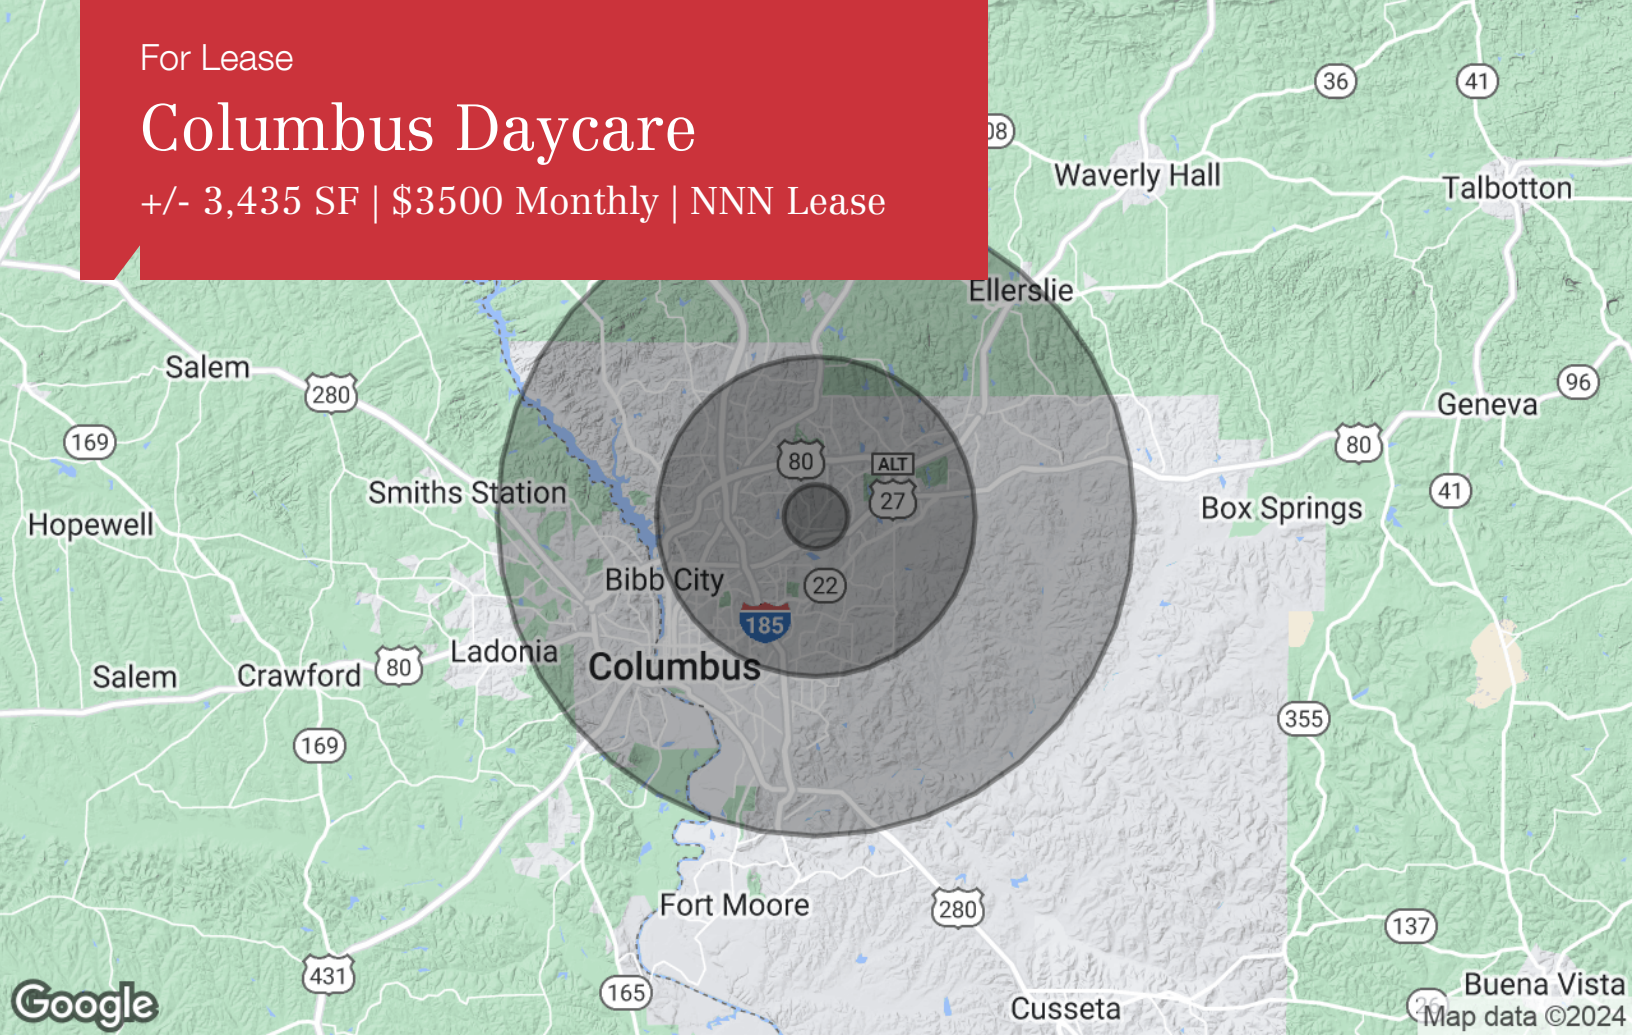 For Lease
Columbus Daycare
+/- 3,435 SF | $3500 Monthly | NNN Lease
36
41
08
Waverly Hall
Talbotton
Ellerslie
Salem
280
96
Geneva
169
80
80
ALT
27
Smiths Station
41
Box Springs
Hopewell
Bibb City
22
185
Ladonia
Columbus
80
Salem
Crawford
355
169
Fort Moore
280
137
431
165
Buena Vista
Google
Cusseta
26
Map data ©2024